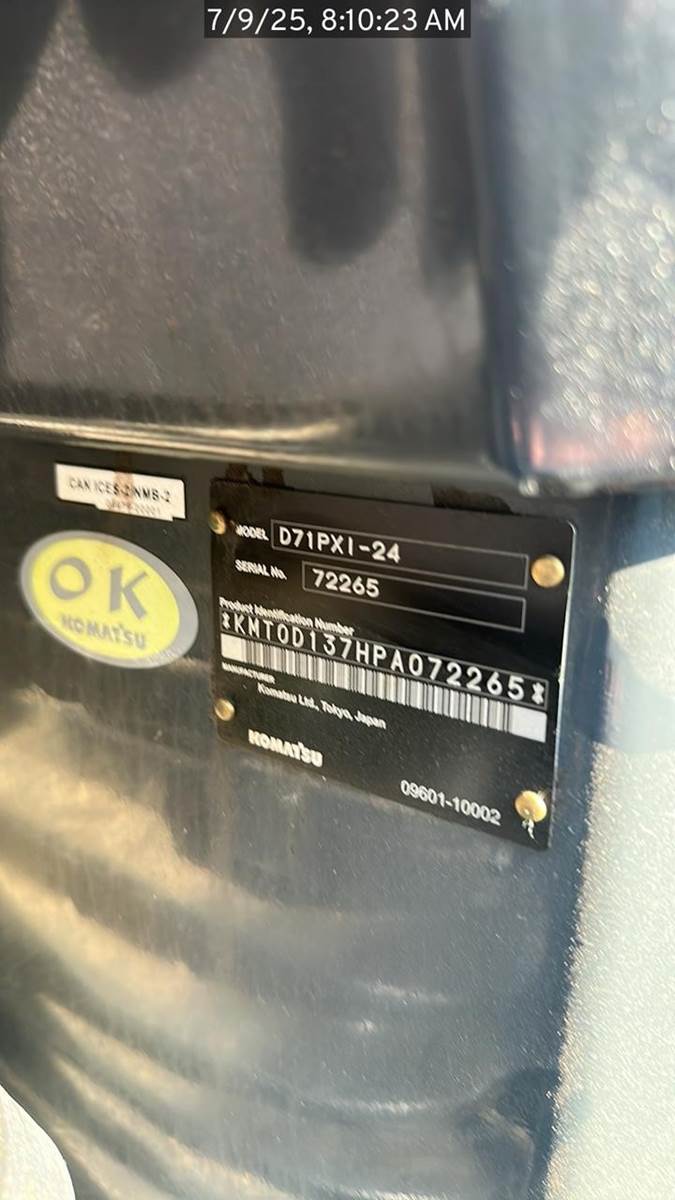 7/9/25, 8:10:23 AM
CAN ICES-2/NMB-2
OK
KOMATSU
MODEL D71PXI-24
SERIAL No. 72265
Product Identification Number
*KMT0D137HPA072265*
MANUFACTURER
Komatsu Ltd., Tokyo, Japan
KOMATSU
09601-10002